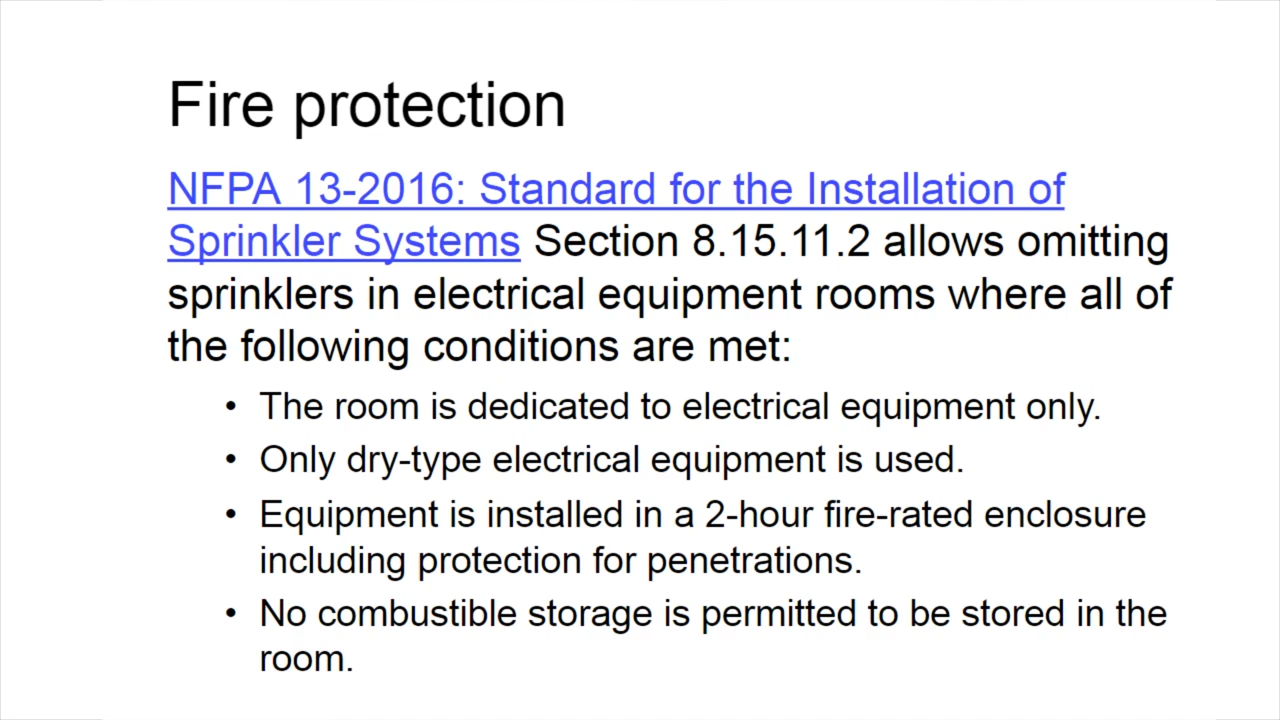 Fire protection
NFPA 13-2016: Standard for the Installation of
Sprinkler Systems Section 8.15.11.2 allows omitting
sprinklers in electrical equipment rooms where all of
the following conditions are met:
• The room is dedicated to electrical equipment only.
• Only dry-type electrical equipment is used.
• Equipment is installed in a 2-hour fire-rated enclosure
including protection for penetrations.
• No combustible storage is permitted to be stored in the
room.